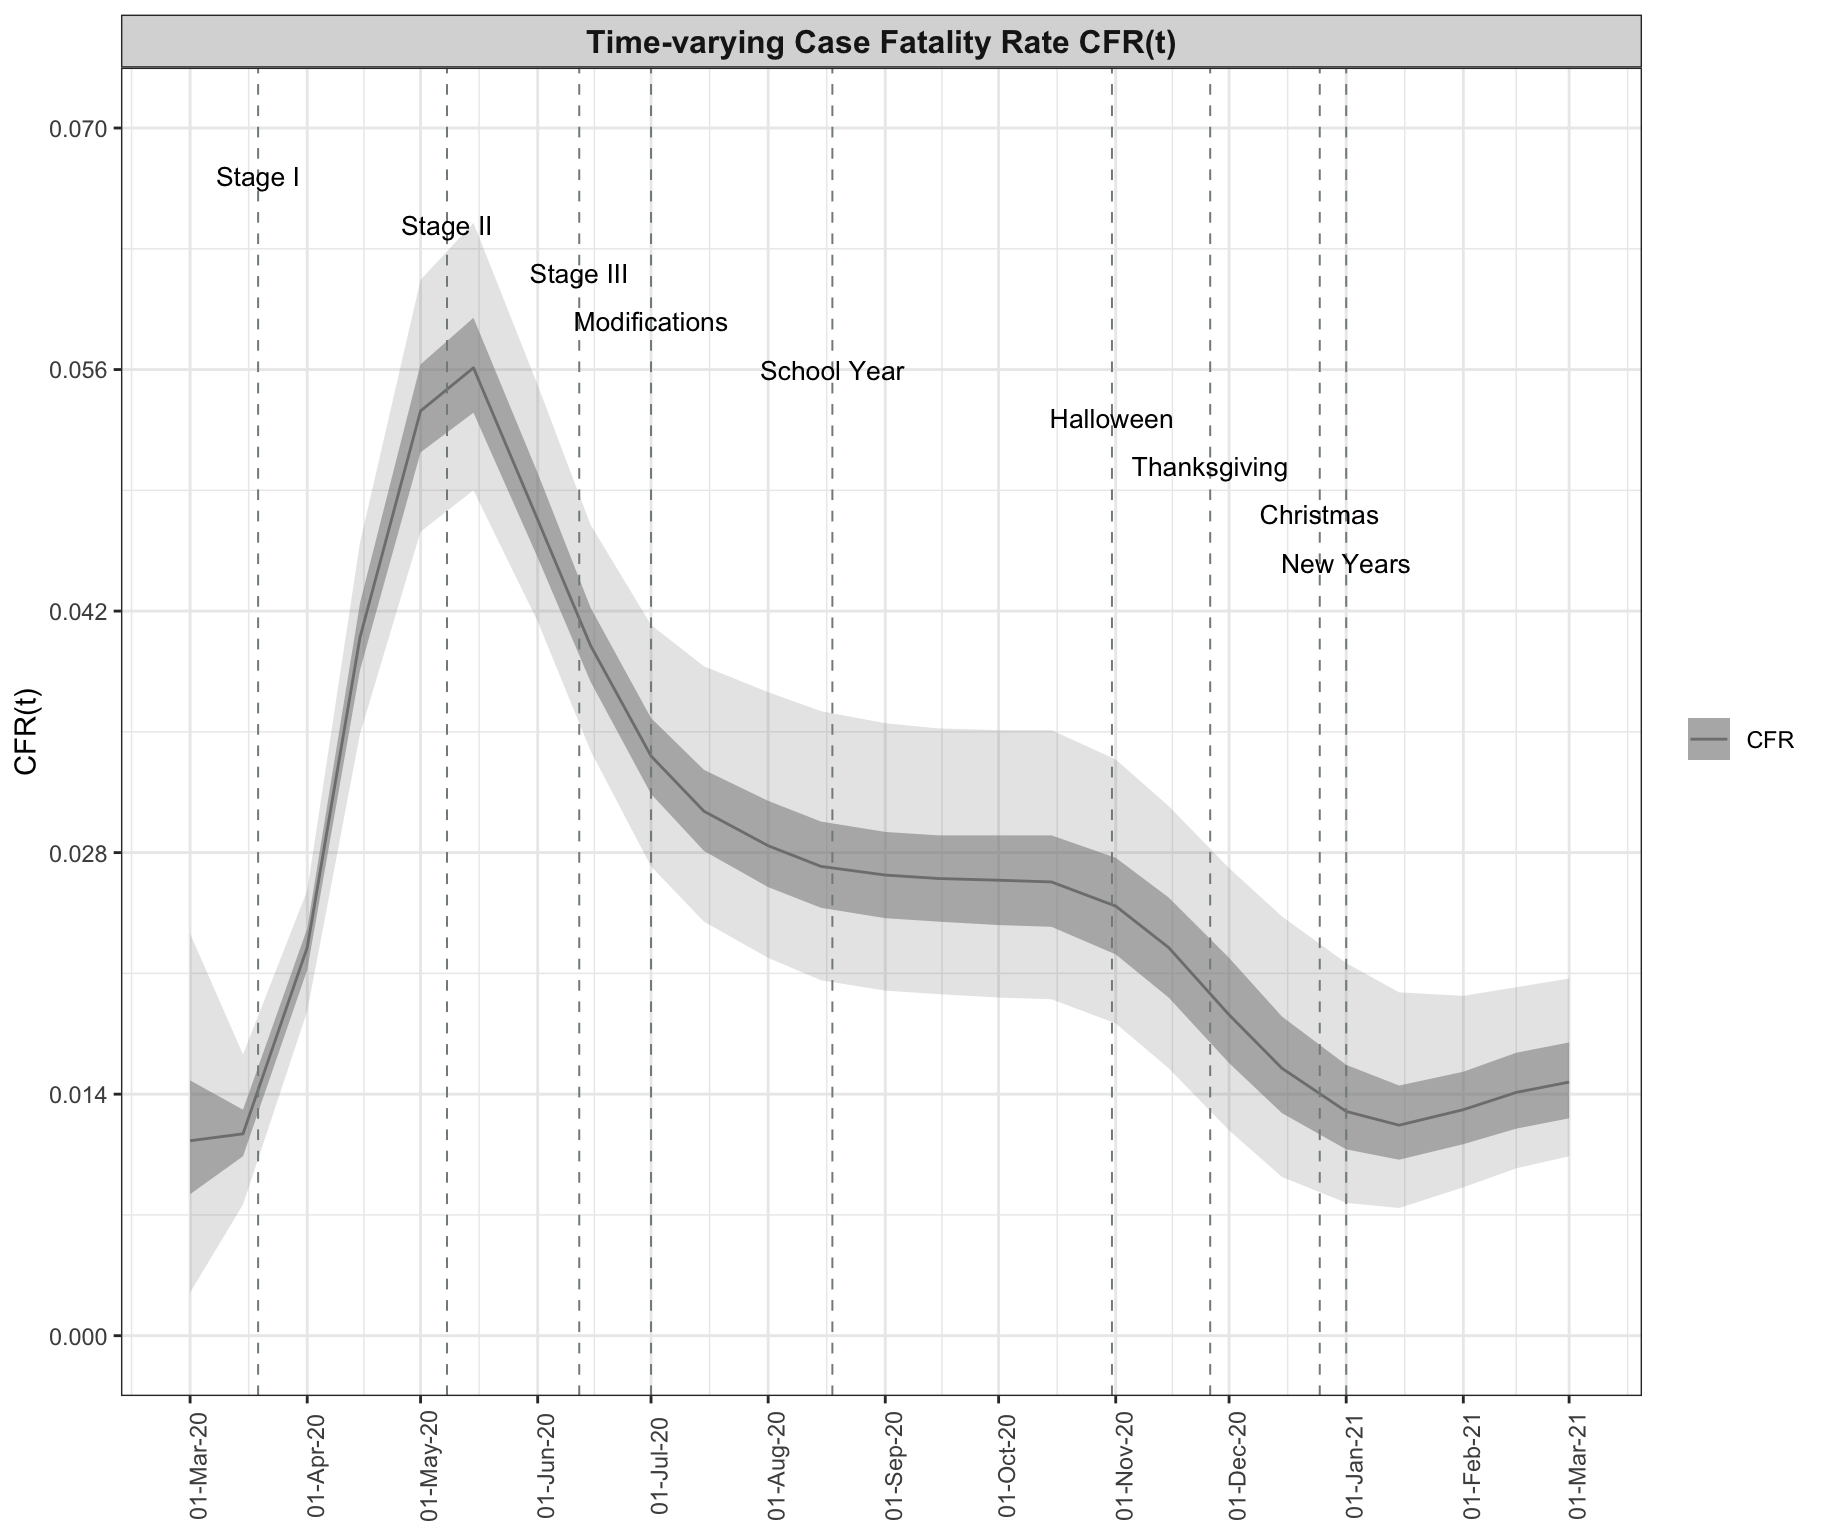 Time-varying Case Fatality Rate CFR(t)
0.070
Stage I
Stage II
Stage III
Modifications
0.056
School Year
Halloween
Thanksgiving
Christmas
New Years
0.042
CFR(t)
CFR
0.028
0.014
0.000
01-Mar-20
01-Apr-20
01-May-20
01-Jun-20
01-Jul-20
01-Aug-20
01-Sep-20
01-Oct-20
01-Nov-20
01-Dec-20
01-Jan-21
01-Feb-21
01-Mar-21